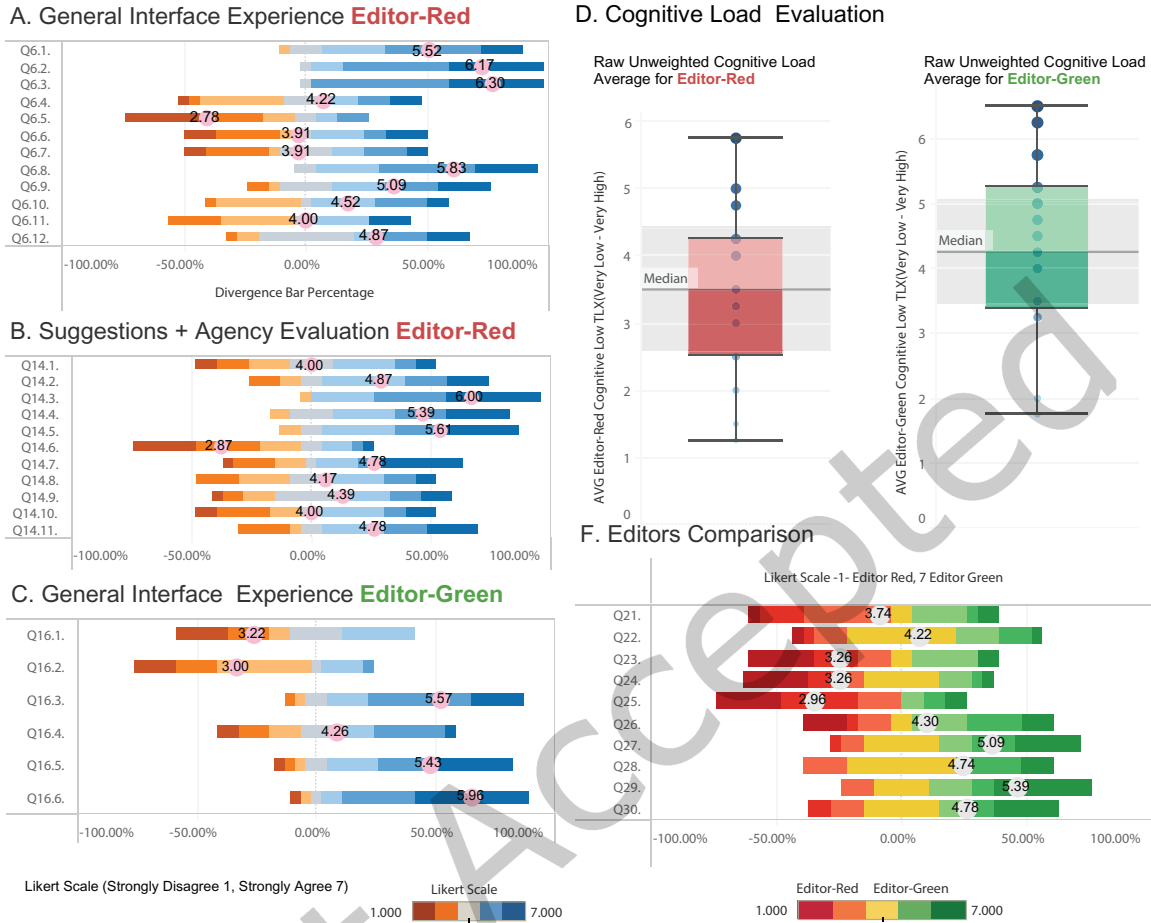 A. General Interface Experience Editor-Red
Q6.1. 5.52
Q6.2. 6.17
Q6.3. 6.30
Q6.4. 4.22
Q6.5. 2.78
Q6.6. 3.91
Q6.7. 3.91
Q6.8. 5.83
Q6.9. 5.09
Q6.10. 4.52
Q6.11. 4.00
Q6.12. 4.87
-100.00% -50.00% 0.00% 50.00% 100.00%
Divergence Bar Percentage
B. Suggestions + Agency Evaluation Editor-Red
Q14.1. 4.00
Q14.2. 4.87
Q14.3. 6.00
Q14.4. 5.39
Q14.5. 5.61
Q14.6. 2.87
Q14.7. 4.78
Q14.8. 4.17
Q14.9. 4.39
Q14.10. 4.00
Q14.11. 4.78
-100.00% -50.00% 0.00% 50.00% 100.00%
C. General Interface Experience Editor-Green
Q16.1. 3.22
Q16.2. 3.00
Q16.3. 5.57
Q16.4. 4.26
Q16.5. 5.43
Q16.6. 5.96
-100.00% -50.00% 0.00% 50.00% 100.00%
Likert Scale (Strongly Disagree 1, Strongly Agree 7)
Likert Scale
1.000 7.000
D. Cognitive Load Evaluation
Raw Unweighted Cognitive Load
Average for Editor-Red
AVG Editor-Red Cognitive Low TLX(Very Low - Very High)
6
5
4
Median
3
2
1
0
Raw Unweighted Cognitive Load
Average for Editor-Green
AVG Editor-Green Cognitive Low TLX(Very Low - Very High)
6
5
Median
4
3
2
1
0
F. Editors Comparison
Likert Scale -1- Editor Red, 7 Editor Green
Q21. 3.74
Q22. 4.22
Q23. 3.26
Q24. 3.26
Q25. 2.96
Q26. 4.30
Q27. 5.09
Q28. 4.74
Q29. 5.39
Q30. 4.78
-100.00% -50.00% 0.00% 50.00% 100.00%
Editor-Red Editor-Green
1.000 7.000
Accepted